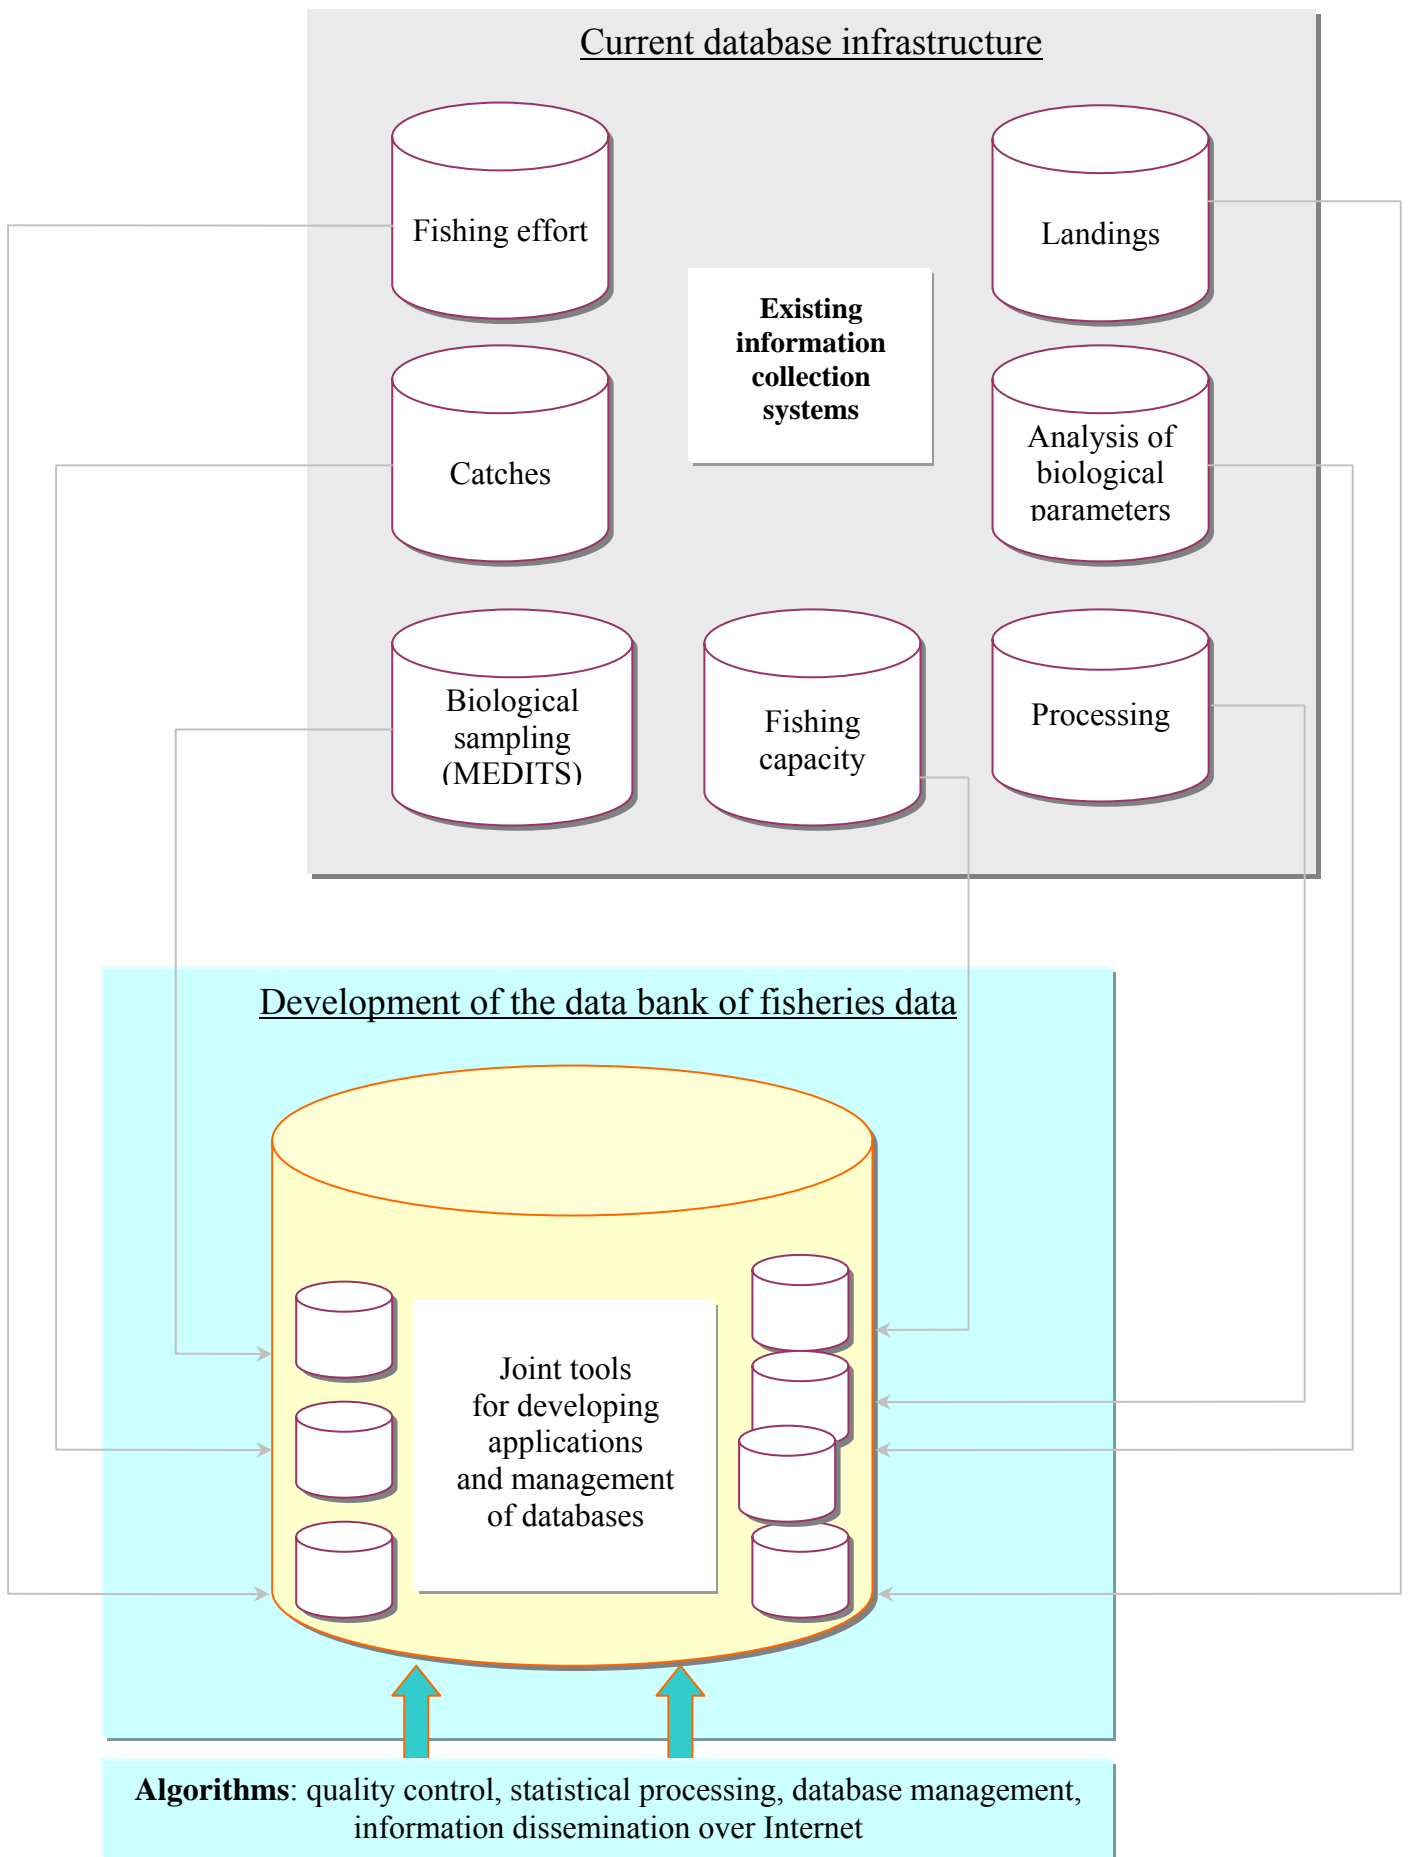 Current database infrastructure
Fishing effort
Landings
Existing
information
collection
systems
Catches
Analysis of
biological
parameters
Biological
sampling
(MEDITS)
Fishing
capacity
Processing
Development of the data bank of fisheries data
Joint tools
for developing
applications
and management
of databases
Algorithms: quality control, statistical processing, database management,
information dissemination over Internet